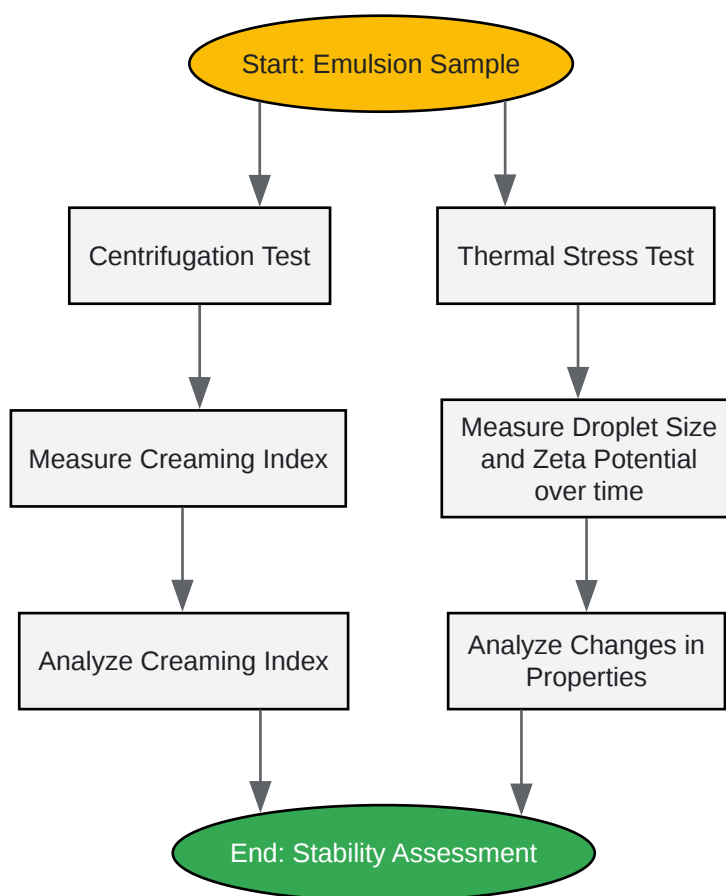 Start: Emulsion Sample
Centrifugation Test
Thermal Stress Test
Measure Creaming Index
Measure Droplet Size
and Zeta Potential
over time
Analyze Creaming Index
Analyze Changes in
Properties
End: Stability Assessment